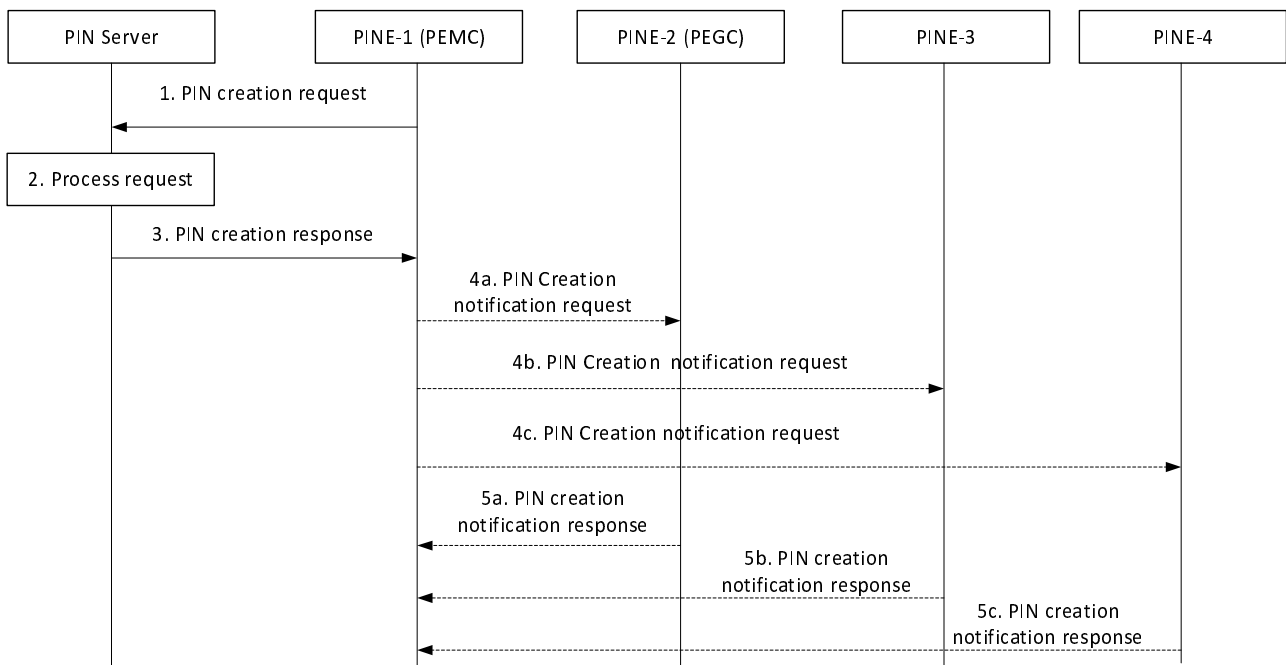 PIN Server
PINE-1 (PEMC)
PINE-2 (PEGC)
PINE-3
PINE-4
1. PIN creation request
2. Process request
3. PIN creation response
4a. PIN Creation
notification request
4b. PIN Creation  notification request
4c. PIN Creation notification request
5a. PIN creation
notification response
5b. PIN creation
notification response
5c. PIN creation
notification response